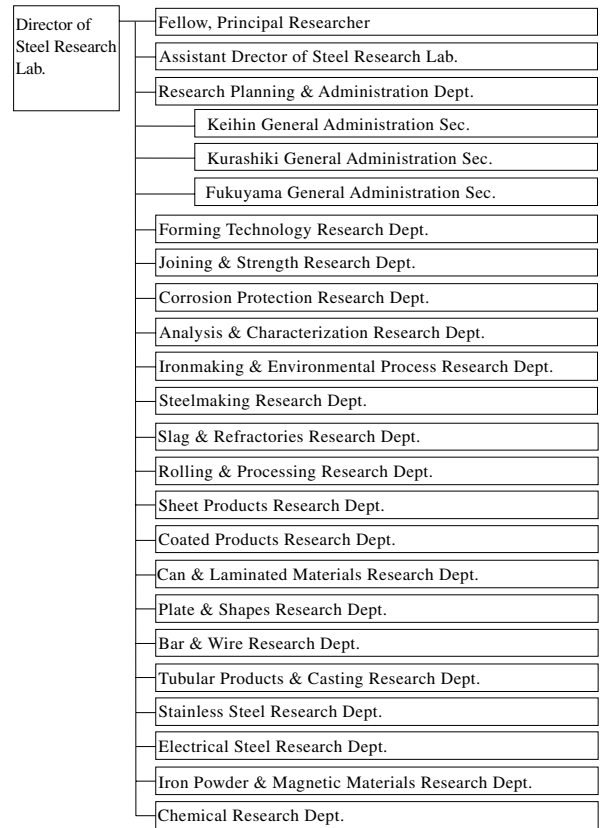 Director of
Steel Research
Lab.
Fellow, Principal Researcher
Assistant Drector of Steel Research Lab.
Research Planning & Administration Dept.
Keihin General Administration Sec.
Kurashiki General Administration Sec.
Fukuyama General Administration Sec.
Forming Technology Research Dept.
Joining & Strength Research Dept.
Corrosion Protection Research Dept.
Analysis & Characterization Research Dept.
Ironmaking & Environmental Process Research Dept.
Steelmaking Research Dept.
Slag & Refractories Research Dept.
Rolling & Processing Research Dept.
Sheet Products Research Dept.
Coated Products Research Dept.
Can & Laminated Materials Research Dept.
Plate & Shapes Research Dept.
Bar & Wire Research Dept.
Tubular Products & Casting Research Dept.
Stainless Steel Research Dept.
Electrical Steel Research Dept.
Iron Powder & Magnetic Materials Research Dept.
Chemical Research Dept.